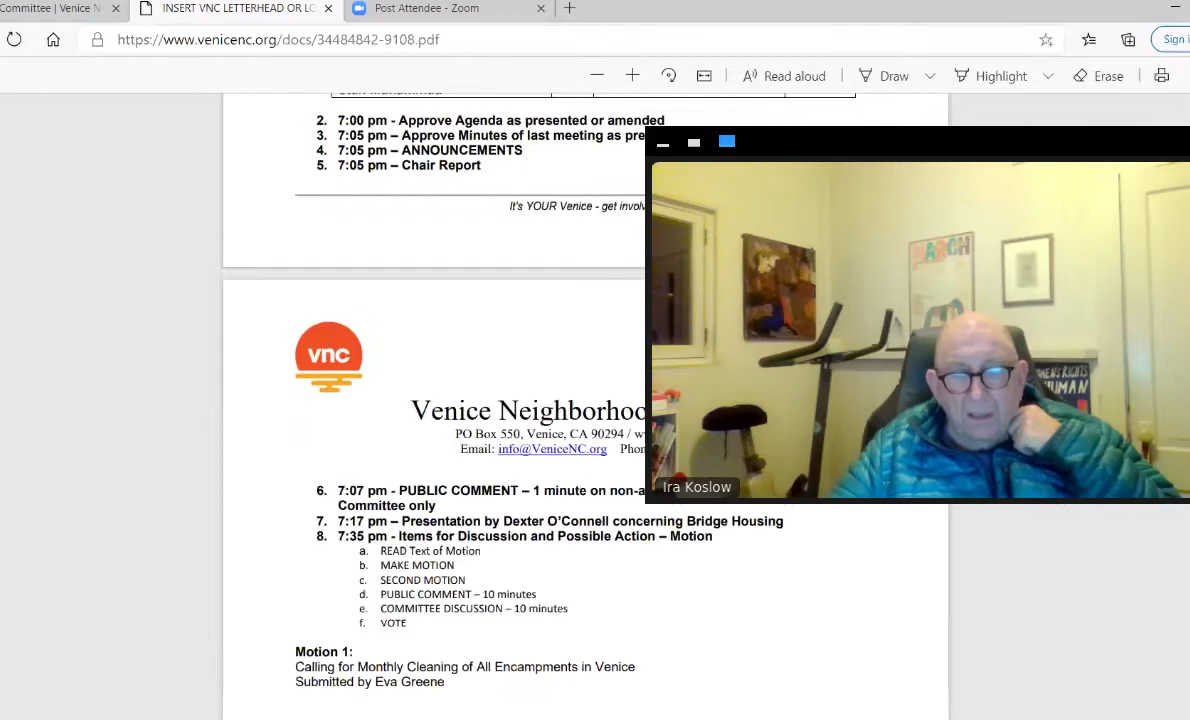 Committee | Venice N
INSERT VNC LETTERHEAD OR LO
Post Attendee - Zoom
https://www.venicenc.org/docs/34484842-9108.pdf
Sign i
Read aloud
Draw
Highlight
Erase
2. 7:00 pm - Approve Agenda as presented or amended
3. 7:05 pm – Approve Minutes of last meeting as pre
4. 7:05 pm – ANNOUNCEMENTS
5. 7:05 pm – Chair Report
It's YOUR Venice - get involv
MARCH
WOMEN'S RIGHTS
HUMAN
Ira Koslow
vnc
Venice Neighborhoo
PO Box 550, Venice, CA 90294 / w
Email: info@VeniceNC.org Phon
6. 7:07 pm - PUBLIC COMMENT – 1 minute on non-a
Committee only
7. 7:17 pm – Presentation by Dexter O'Connell concerning Bridge Housing
8. 7:35 pm - Items for Discussion and Possible Action – Motion
a. READ Text of Motion
b. MAKE MOTION
c. SECOND MOTION
d. PUBLIC COMMENT – 10 minutes
e. COMMITTEE DISCUSSION – 10 minutes
f. VOTE
Motion 1:
Calling for Monthly Cleaning of All Encampments in Venice
Submitted by Eva Greene